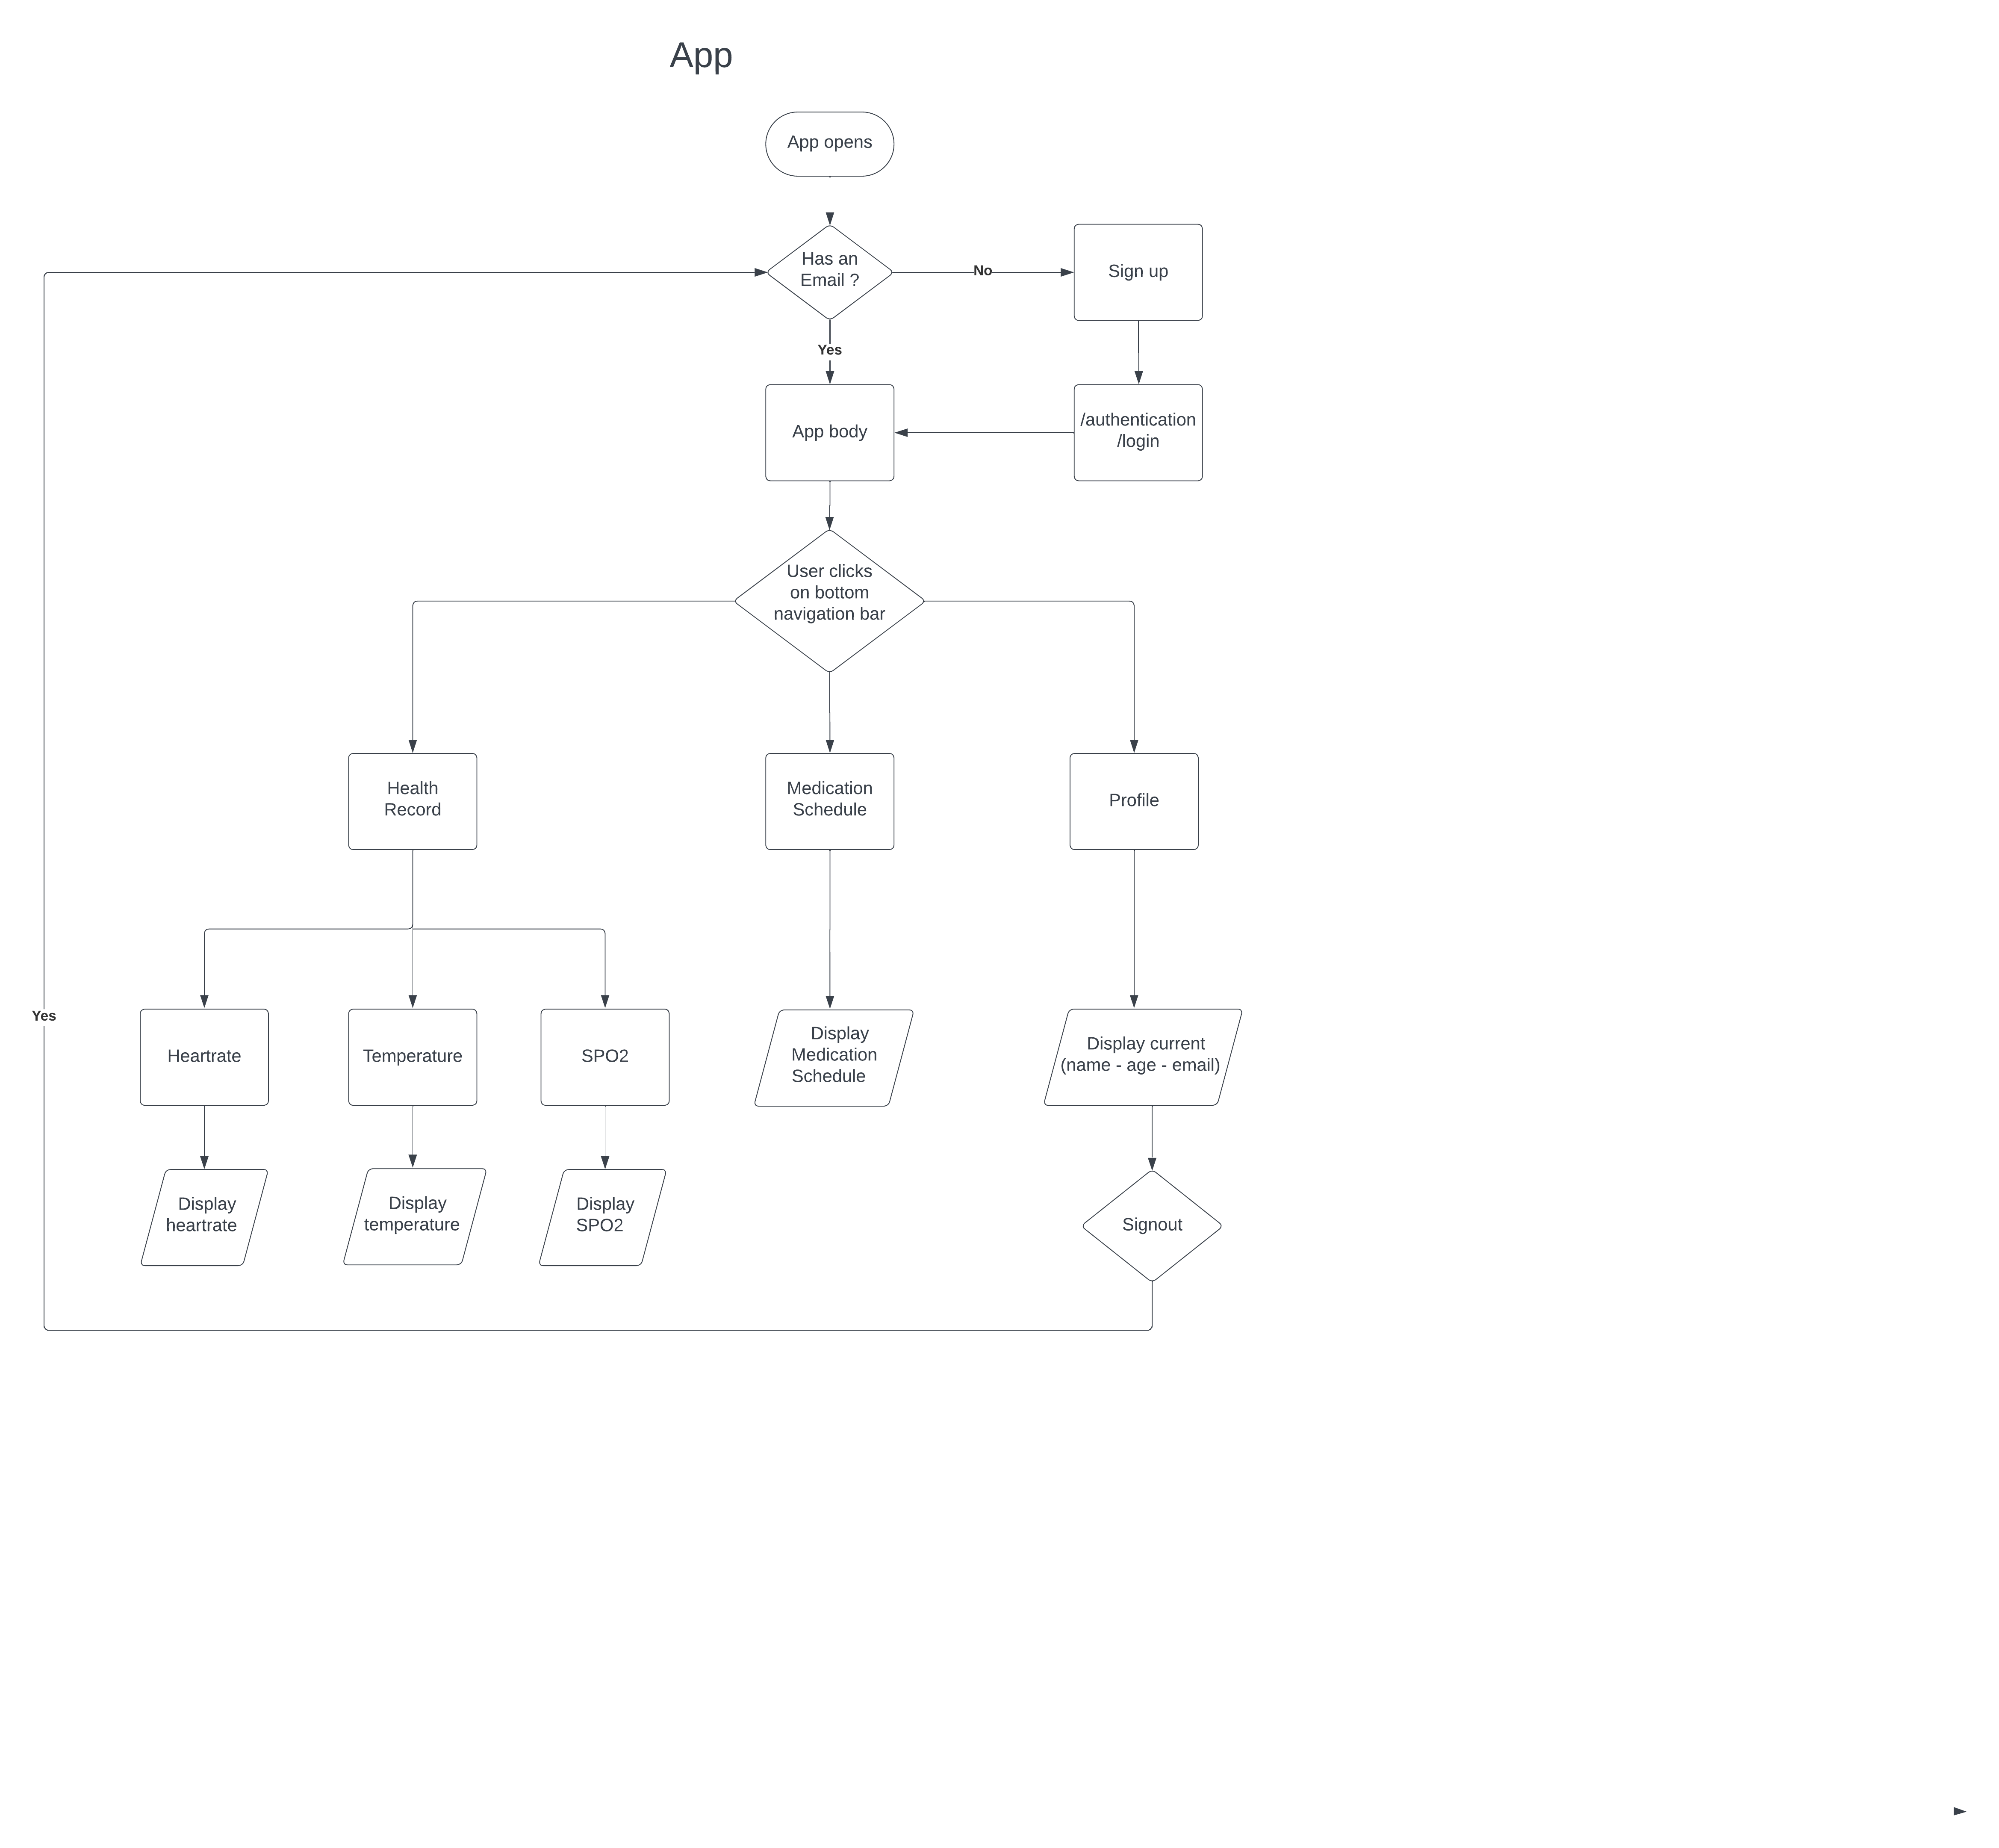 App
App opens
Has an
Email ?
No
Sign up
Yes
App body
/authentication
/login
User clicks
on bottom
navigation bar
Health
Record
Medication
Schedule
Profile
Yes
Heartrate
Temperature
SPO2
Display
Medication
Schedule
Display current
(name - age - email)
Display
heartrate
Display
temperature
Display
SPO2
Signout